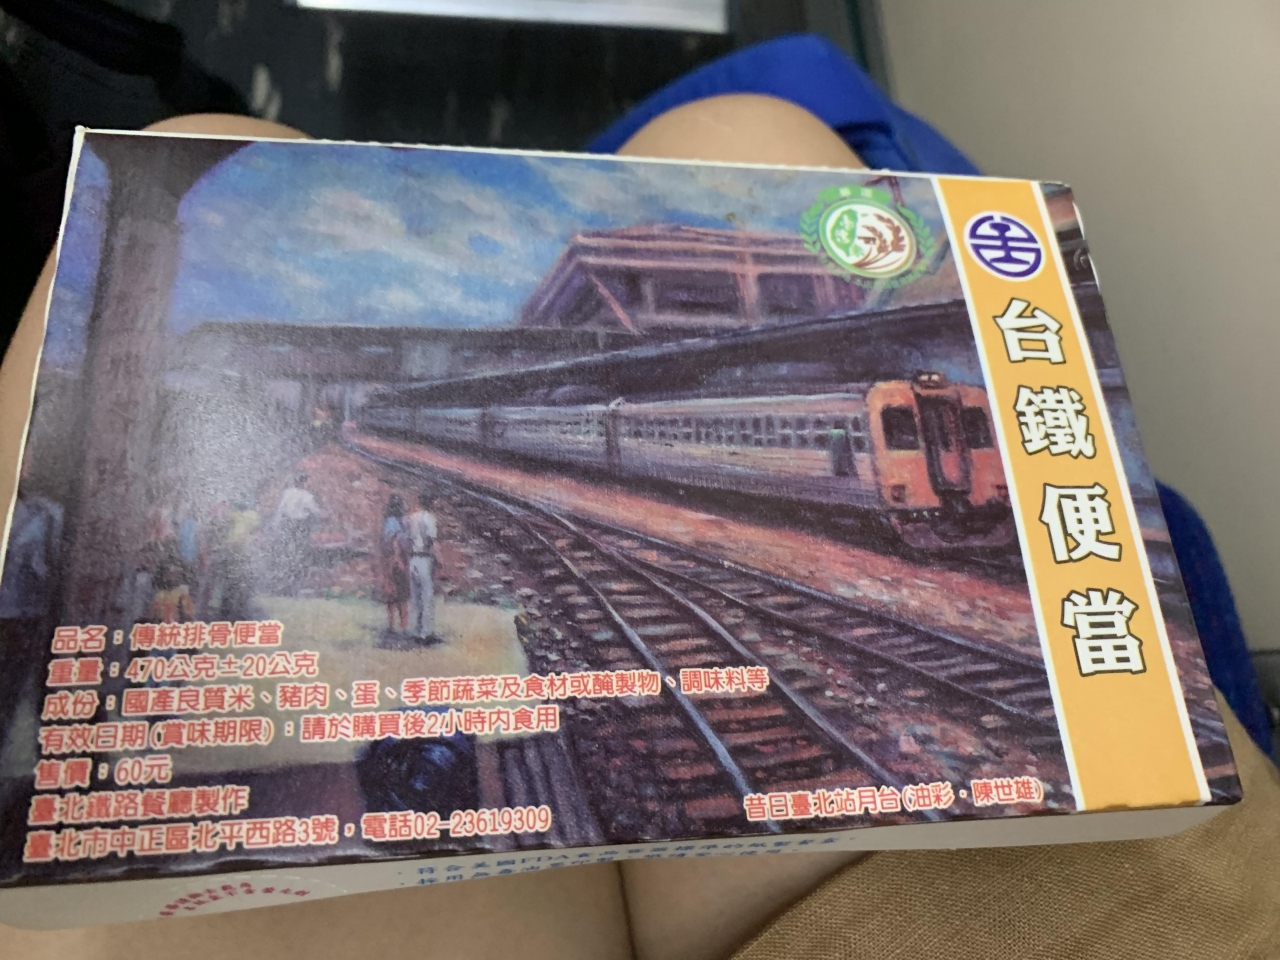 台鐵便當
品名：傳統排骨便當
重量：470公克±20公克
成份：國產良質米、豬肉、蛋、季節蔬菜及食材或醃製物、調味料等
有效日期(賞味期限)：請於購買後2小時內食用
售價：60元
臺北鐵路餐廳製作
臺北市中正區北平西路3號，電話02-23619309
昔日臺北站月台(油彩．陳世雄)